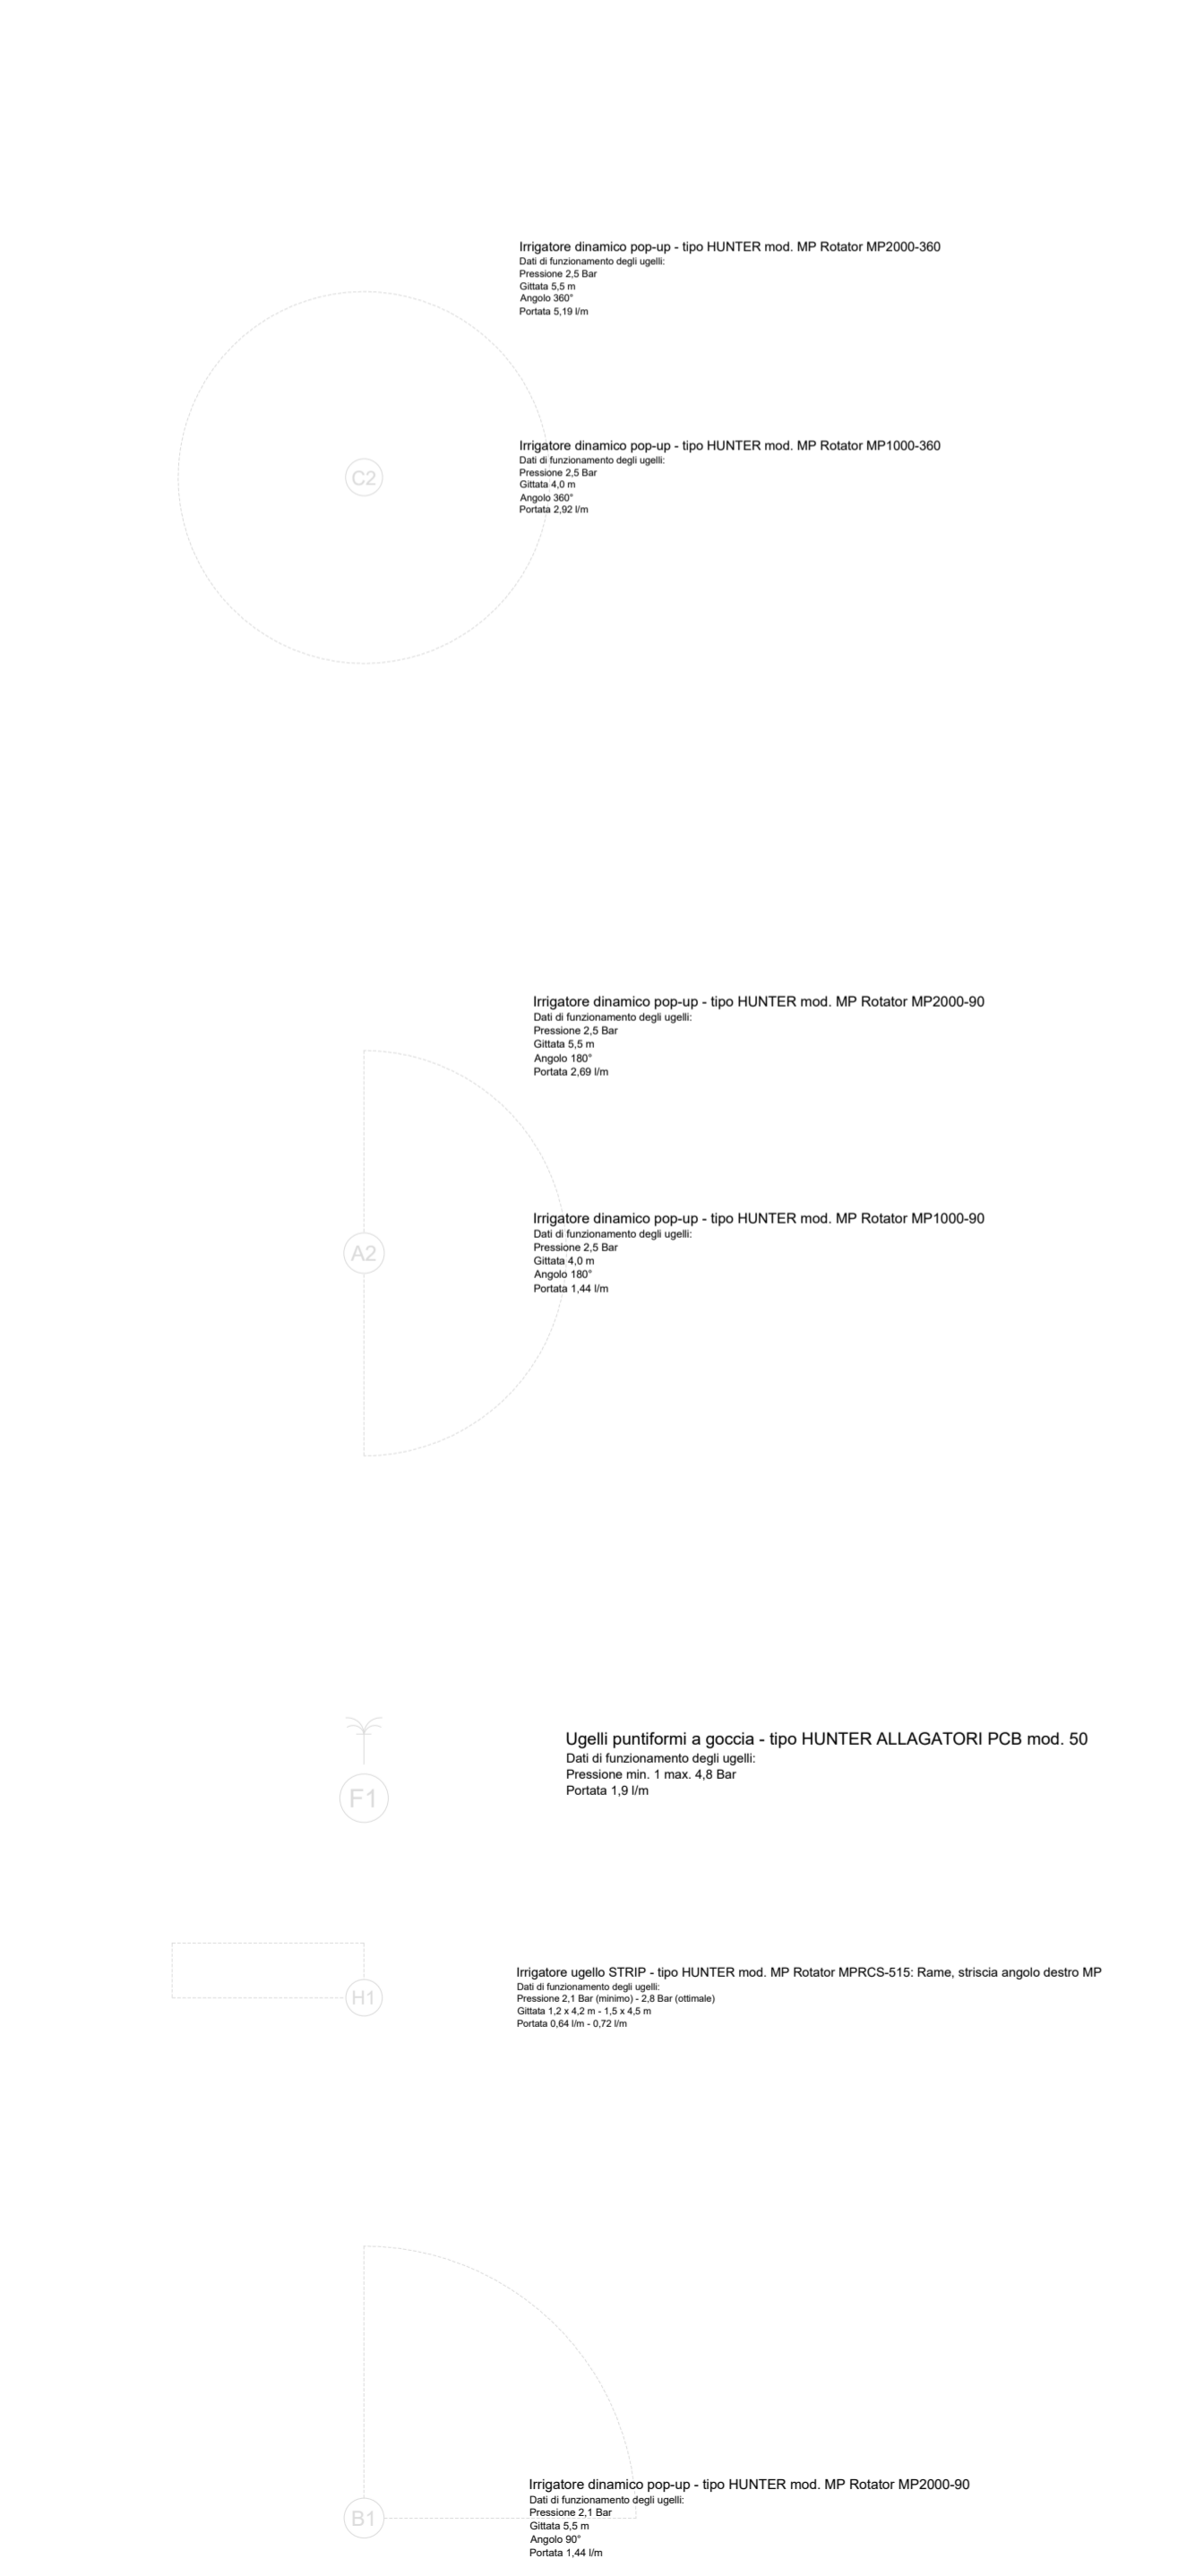 Irrigatore dinamico pop-up - tipo HUNTER mod. MP Rotator MP2000-360
Dati di funzionamento degli ugelli:
Pressione 2,5 Bar
Gittata 5,5 m
Angolo 360°
Portata 5,19 l/m
C2
Irrigatore dinamico pop-up - tipo HUNTER mod. MP Rotator MP1000-360
Dati di funzionamento degli ugelli:
Pressione 2,5 Bar
Gittata 4,0 m
Angolo 360°
Portata 2,92 l/m
Irrigatore dinamico pop-up - tipo HUNTER mod. MP Rotator MP2000-90
Dati di funzionamento degli ugelli:
Pressione 2,5 Bar
Gittata 5,5 m
Angolo 180°
Portata 2,69 l/m
A2
Irrigatore dinamico pop-up - tipo HUNTER mod. MP Rotator MP1000-90
Dati di funzionamento degli ugelli:
Pressione 2,5 Bar
Gittata 4,0 m
Angolo 180°
Portata 1,44 l/m
F1
Ugelli puntiformi a goccia - tipo HUNTER ALLAGATORI PCB mod. 50
Dati di funzionamento degli ugelli:
Pressione min. 1 max. 4,8 Bar
Portata 1,9 l/m
H1
Irrigatore ugello STRIP - tipo HUNTER mod. MP Rotator MPRCS-515: Rame, striscia angolo destro MP
Dati di funzionamento degli ugelli:
Pressione 2,1 Bar (minimo) - 2,8 Bar (ottimale)
Gittata 1,2 x 4,2 m - 1,5 x 4,5 m
Portata 0,64 l/m - 0,72 l/m
B1
Irrigatore dinamico pop-up - tipo HUNTER mod. MP Rotator MP2000-90
Dati di funzionamento degli ugelli:
Pressione 2,1 Bar
Gittata 5,5 m
Angolo 90°
Portata 1,44 l/m